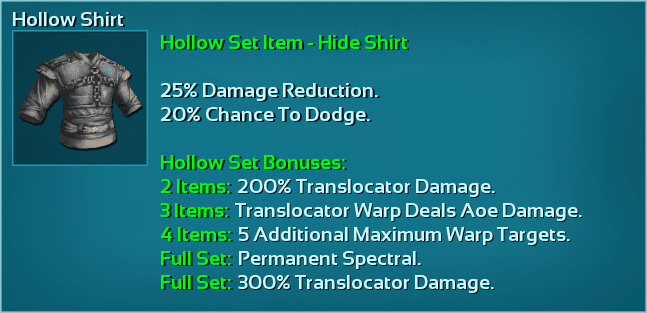 Hollow Shirt
Hollow Set Item - Hide Shirt
25% Damage Reduction.
20% Chance To Dodge.
Hollow Set Bonuses:
2 Items: 200% Translocator Damage.
3 Items: Translocator Warp Deals Aoe Damage.
4 Items: 5 Additional Maximum Warp Targets.
Full Set: Permanent Spectral.
Full Set: 300% Translocator Damage.